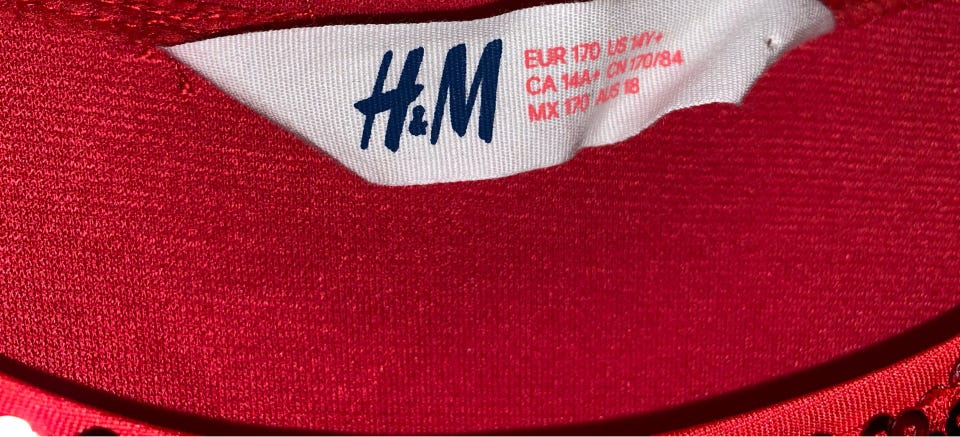 H&M
EUR 170 US 14Y+
CA 14A+ CN 170/84
MX 170 AUS 18